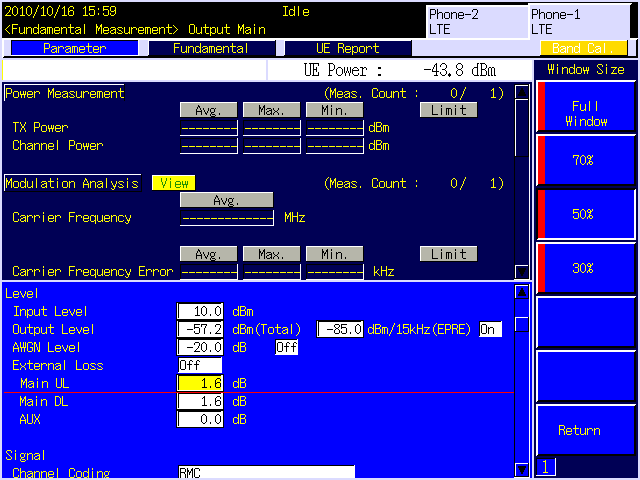 2010/10/16 15:59 Idle Phone-2 Phone-1
<Fundamental Measurement> Output Main LTE LTE
Parameter Fundamental UE Report Band Cal.
UE Power : -43.8 dBm Window Size
Power Measurement (Meas. Count : 0/ 1)
Avg. Max. Min. Limit Full Window
TX Power -------- -------- -------- dBm
Channel Power -------- -------- -------- dBm
70%
Modulation Analysis View (Meas. Count : 0/ 1)
Avg.
Carrier Frequency ------------- MHz 50%
Avg. Max. Min. Limit
Carrier Frequency Error -------- -------- -------- kHz 30%
Level
Input Level 10.0 dBm
Output Level -57.2 dBm(Total) -85.0 dBm/15kHz(EPRE) On
AWGN Level -20.0 dB Off
External Loss Off
Main UL 1.6 dB
Main DL 1.6 dB
AUX 0.0 dB
Return
Signal
Channel Coding RMC 1